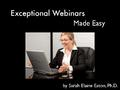 Exceptional Webinars
Made Easy
by Sarah Elaine Eaton, Ph.D.